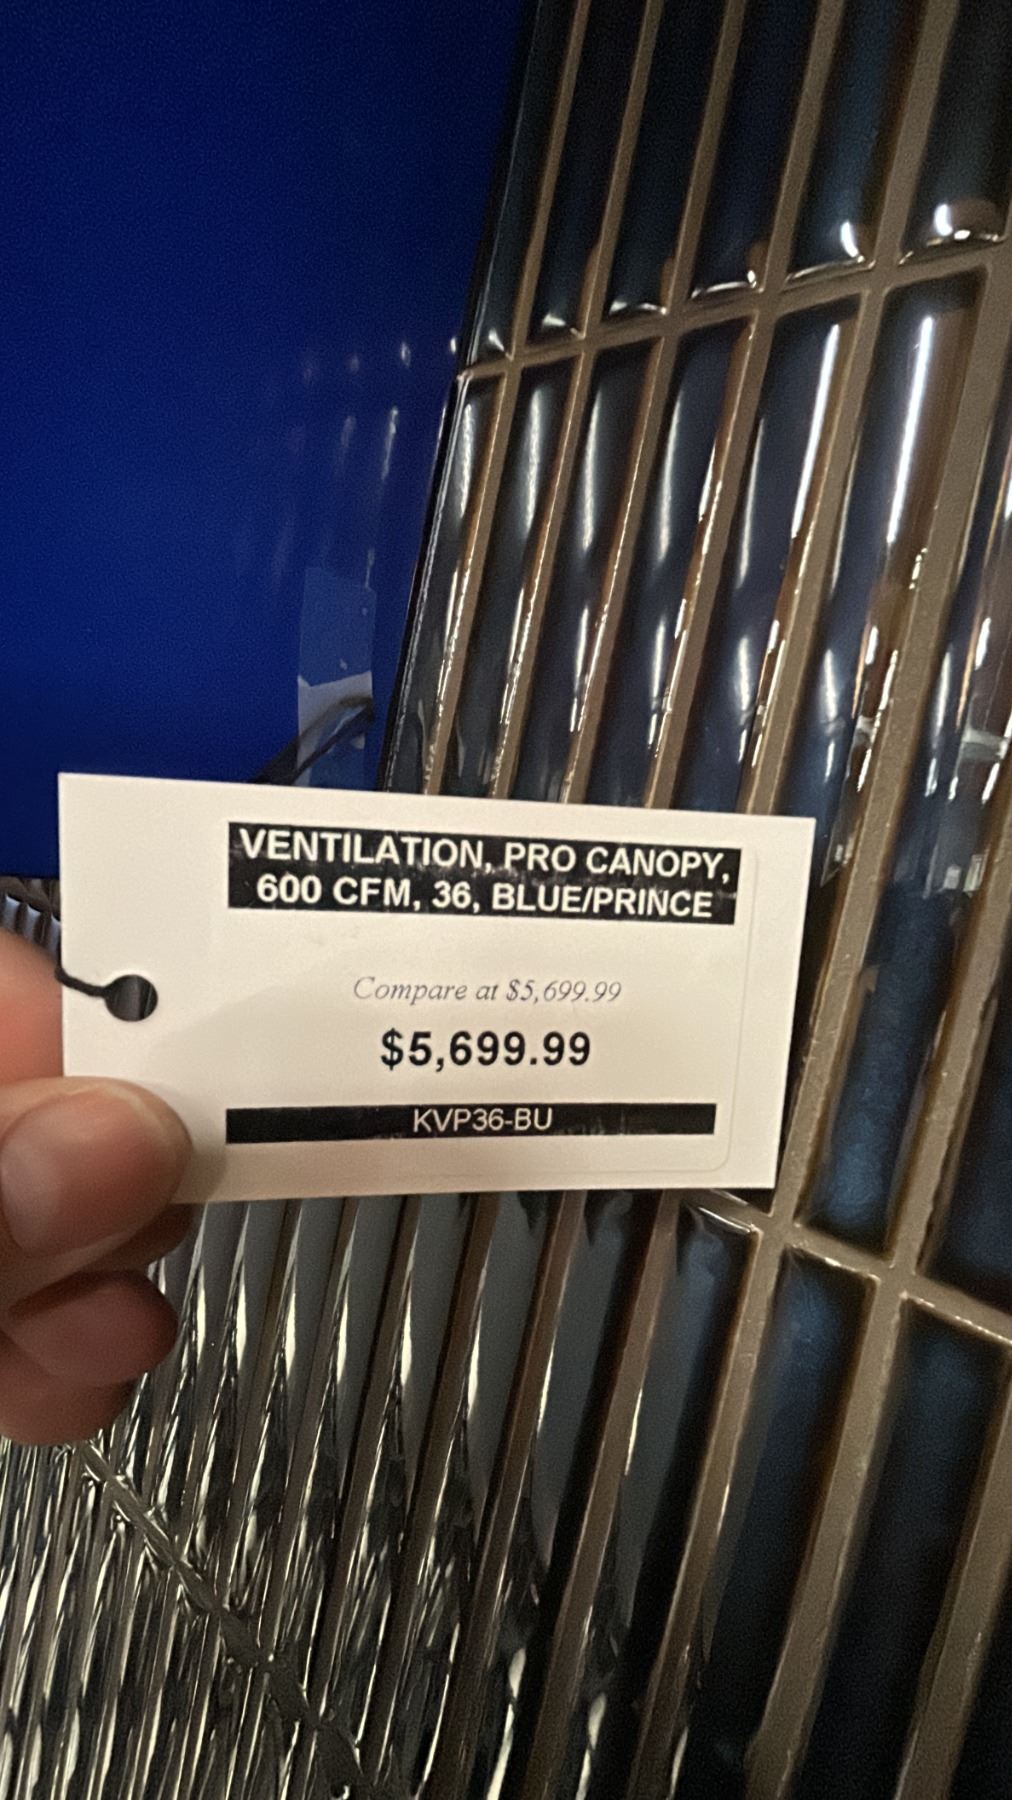 VENTILATION, PRO CANOPY,
600 CFM, 36, BLUE/PRINCE
Compare at $5,699.99
$5,699.99
KVP36-BU